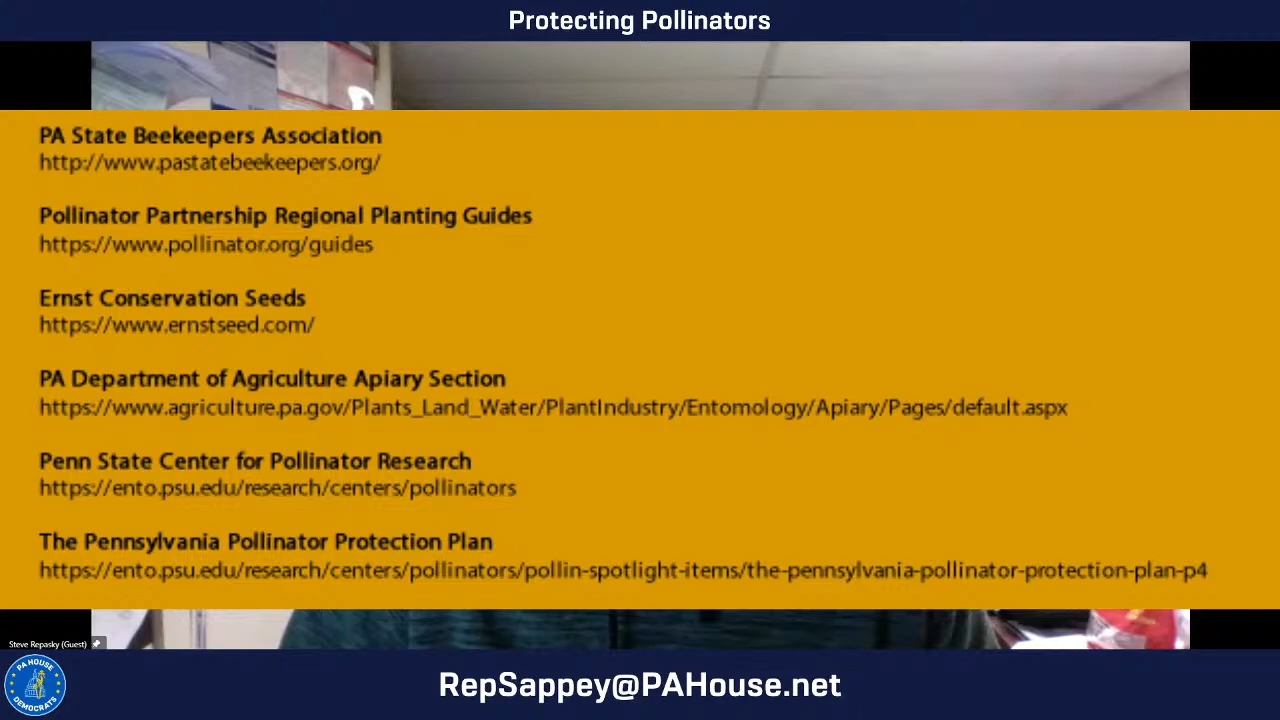 Protecting Pollinators
PA State Beekeepers Association
http://www.pastatebeekeepers.org/
Pollinator Partnership Regional Planting Guides
https://www.pollinator.org/guides
Ernst Conservation Seeds
https://www.ernstseed.com/
PA Department of Agriculture Apiary Section
https://www.agriculture.pa.gov/Plants_Land_Water/PlantIndustry/Entomology/Apiary/Pages/default.aspx
Penn State Center for Pollinator Research
https://ento.psu.edu/research/centers/pollinators
The Pennsylvania Pollinator Protection Plan
https://ento.psu.edu/research/centers/pollinators/pollin-spotlight-items/the-pennsylvania-pollinator-protection-plan-p4
Steve Repasky (Guest)
PA HOUSE
DEMOCRATS
RepSappey@PAHouse.net